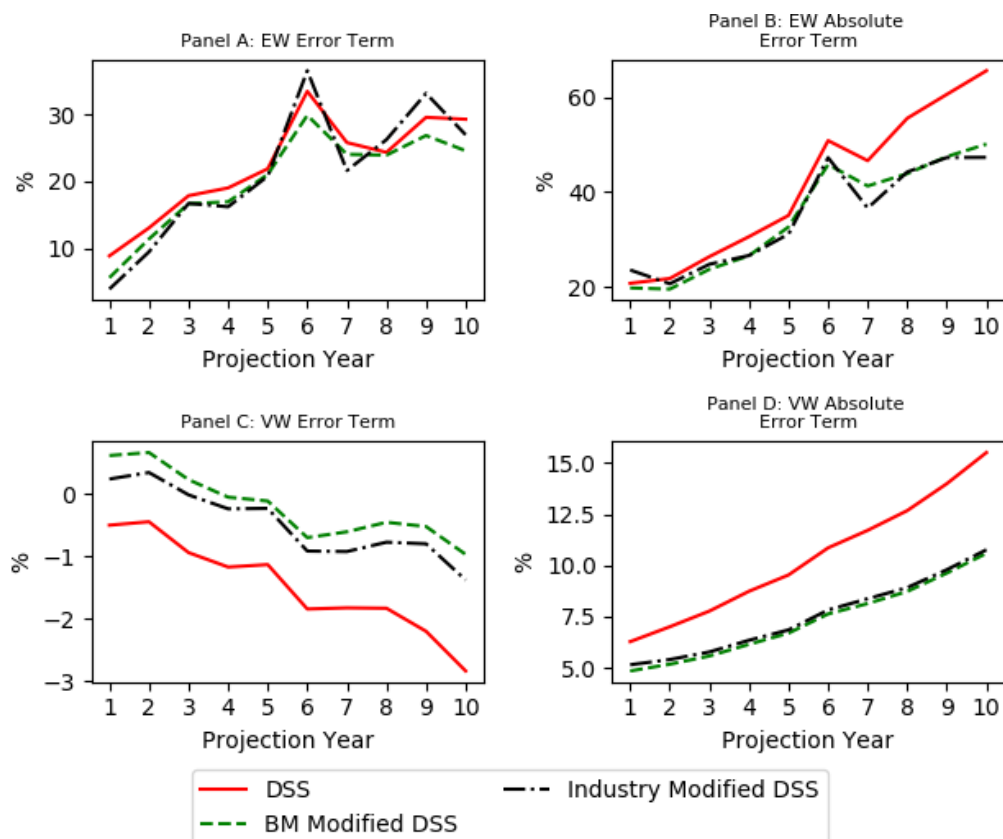 Panel A: EW Error Term
%
30
20
10
1 2 3 4 5 6 7 8 9 10
Projection Year
Panel B: EW Absolute
Error Term
%
60
40
20
1 2 3 4 5 6 7 8 9 10
Projection Year
Panel C: VW Error Term
%
0
−1
−2
−3
1 2 3 4 5 6 7 8 9 10
Projection Year
Panel D: VW Absolute
Error Term
%
15.0
12.5
10.0
7.5
5.0
1 2 3 4 5 6 7 8 9 10
Projection Year
DSS
BM Modified DSS
Industry Modified DSS